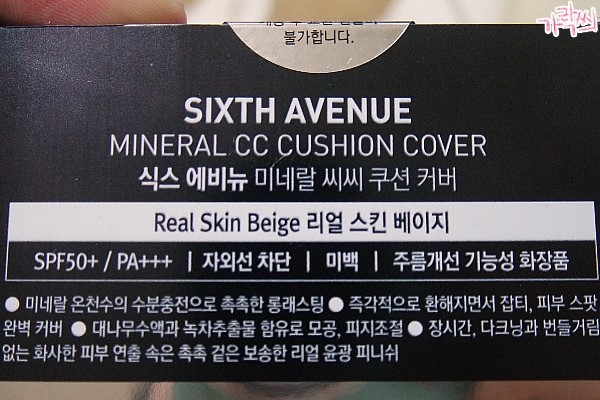 가락찌
불가합니다.
SIXTH AVENUE
MINERAL CC CUSHION COVER
식스 에비뉴 미네랄 씨씨 쿠션 커버
Real Skin Beige 리얼 스킨 베이지
SPF50+ / PA+++ | 자외선 차단 | 미백 | 주름개선 기능성 화장품
● 미네랄 온천수의 수분충전으로 촉촉한 롱래스팅 ● 즉각적으로 환해지면서 잡티, 피부 스팟
완벽 커버 ● 대나무수액과 녹차추출물 함유로 모공, 피지조절 ● 장시간, 다크닝과 번들거림
없는 화사한 피부 연출 속은 촉촉 겉은 보송한 리얼 윤광 피니쉬